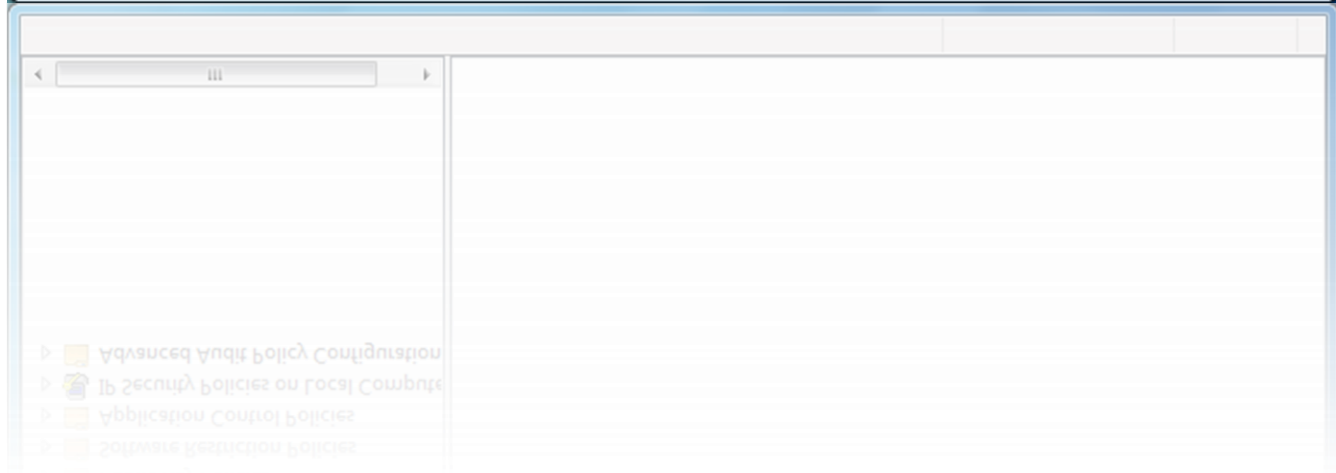 Advanced Audit Policy Configuration
IP Security Policies on Local Compute
Application Control Policies
Software Restriction Policies